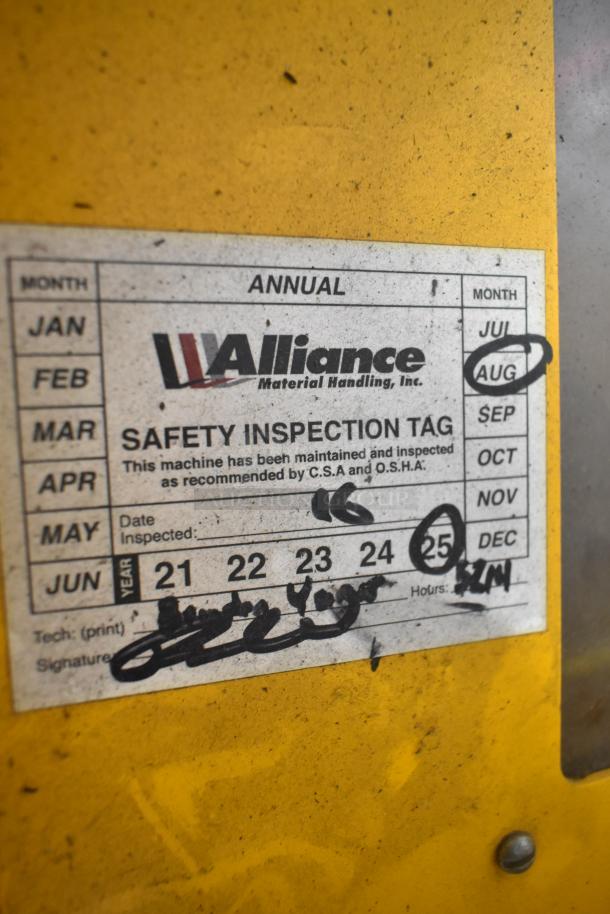 MONTH ANNUAL MONTH
JAN JUL
FEB AUG
MAR SEP
APR OCT
MAY NOV
JUN DEC
Alliance
Material Handling, Inc.
SAFETY INSPECTION TAG
This machine has been maintained and inspected
as recommended by C.S.A and O.S.H.A.
AUCTION GROUP
Date
Inspected: 16
YEAR 21 22 23 24 25
Tech: (print) Hours:
Signature